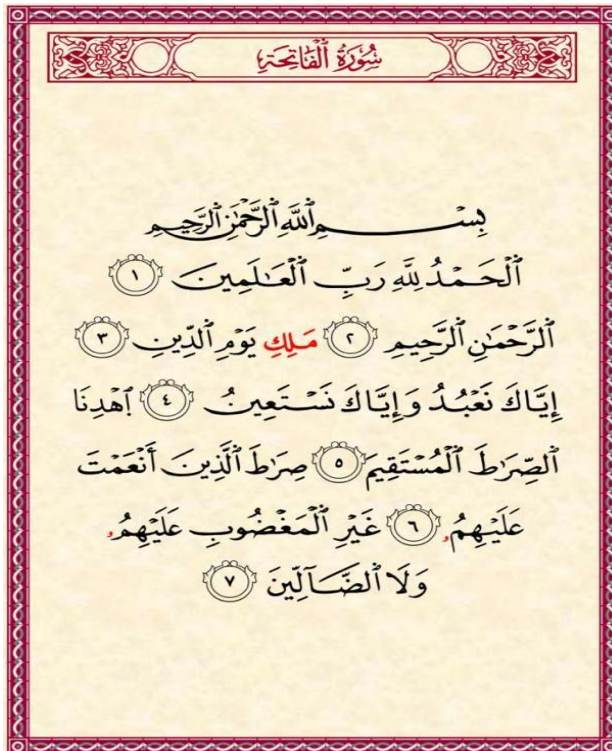 سُورَةُ ٱلْفَاتِحَةِ
بِسْمِ ٱللَّهِ ٱلرَّحْمَٰنِ ٱلرَّحِيمِ
ٱلْحَمْدُ لِلَّهِ رَبِّ ٱلْعَٰلَمِينَ ١
ٱلرَّحْمَٰنِ ٱلرَّحِيمِ ٢ مَلِكِ يَوْمِ ٱلدِّينِ ٣
إِيَّاكَ نَعْبُدُ وَإِيَّاكَ نَسْتَعِينُ ٤ ٱهْدِنَا
ٱلصِّرَٰطَ ٱلْمُسْتَقِيمَ ٥ صِرَٰطَ ٱلَّذِينَ أَنْعَمْتَ
عَلَيْهِمُۥ ٦ غَيْرِ ٱلْمَغْضُوبِ عَلَيْهِمُۥ
وَلَا ٱلضَّآلِّينَ ٧